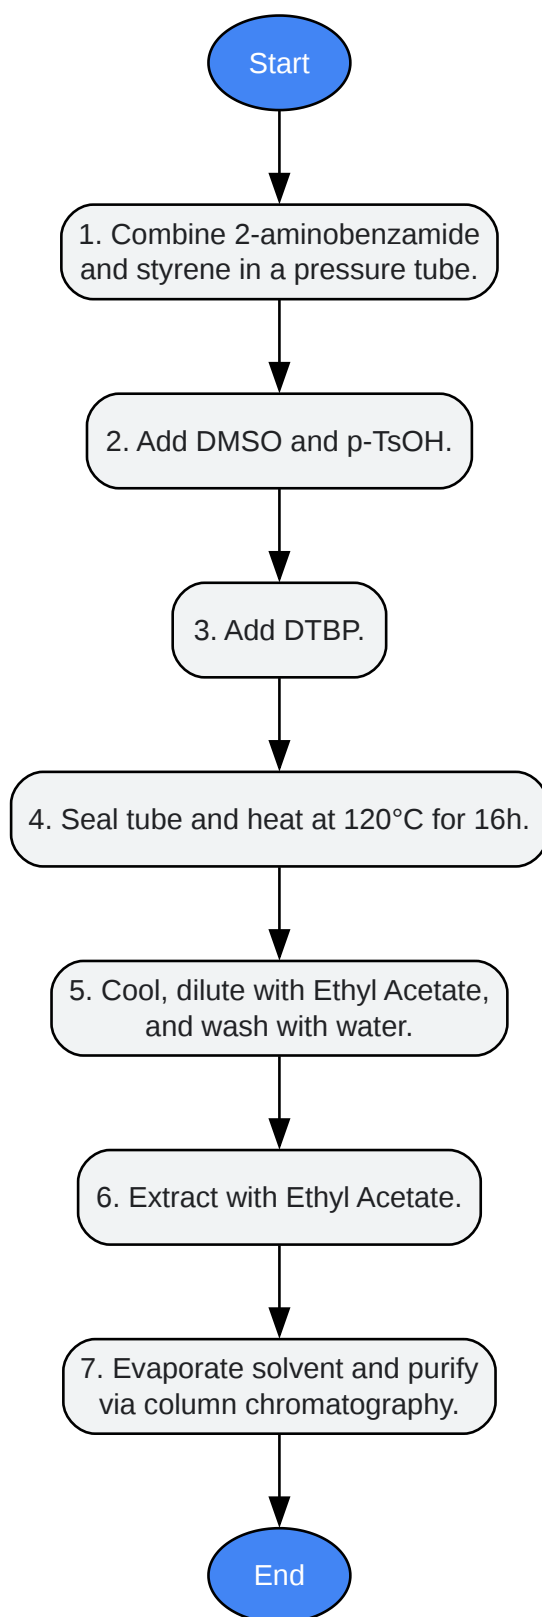 Start
1. Combine 2-aminobenzamide
and styrene in a pressure tube.
2. Add DMSO and p-TsOH.
3. Add DTBP.
4. Seal tube and heat at 120°C for 16h.
5. Cool, dilute with Ethyl Acetate,
and wash with water.
6. Extract with Ethyl Acetate.
7. Evaporate solvent and purify
via column chromatography.
End